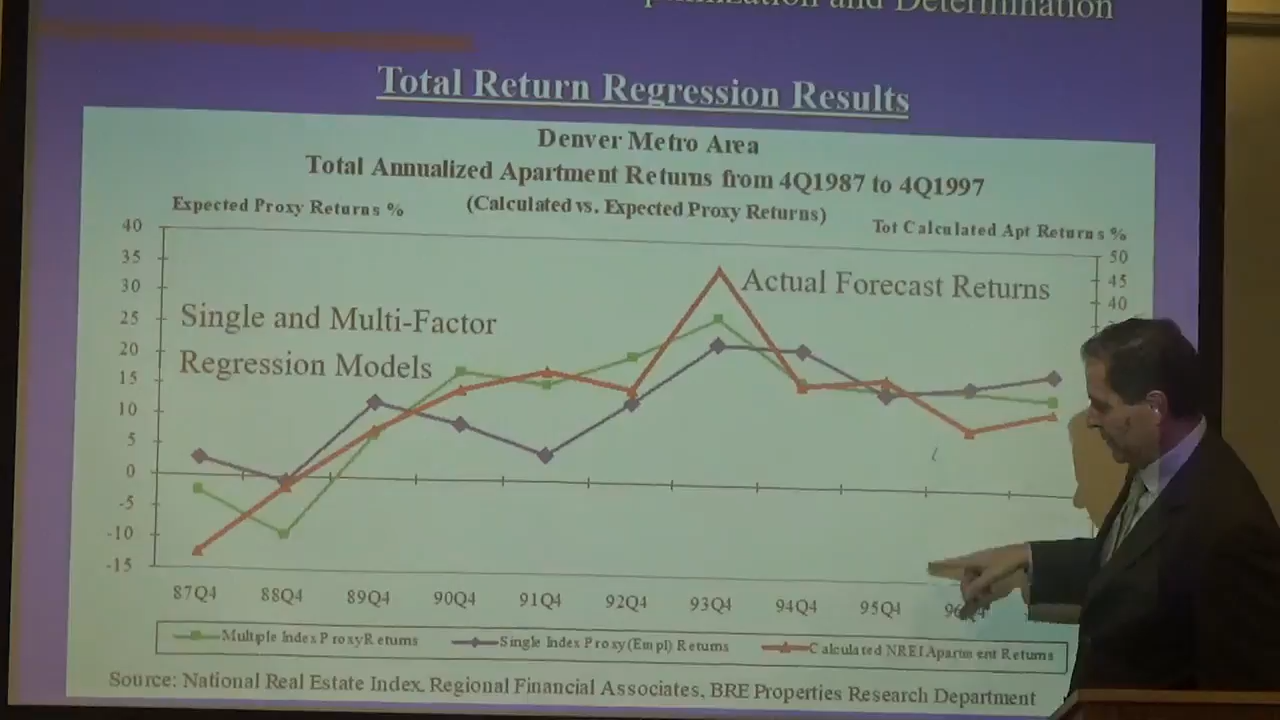 and Determination
Total Return Regression Results
Denver Metro Area
Total Annualized Apartment Returns from 4Q1987 to 4Q1997
(Calculated vs. Expected Proxy Returns)
Expected Proxy Returns %
Tot Calculated Apt Returns %
40
35
30
25
20
15
10
5
0
-5
-10
-15
50
45
40
Single and Multi-Factor
Regression Models
Actual Forecast Returns
87Q4 88Q4 89Q4 90Q4 91Q4 92Q4 93Q4 94Q4 95Q4
Multiple Index Proxy Returns Single Index Proxy (Empl) Returns Calculated NREI Apartment Returns
Source: National Real Estate Index, Regional Financial Associates, BRE Properties Research Department